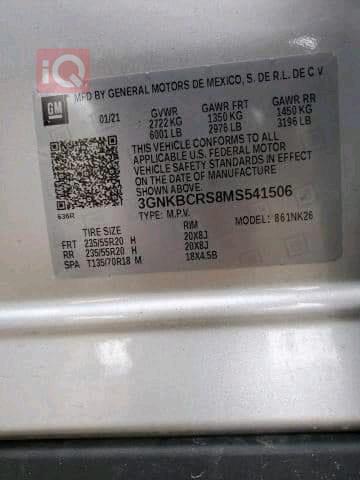 iQ
MFD BY GENERAL MOTORS DE MEXICO, S. DE R.L. DE C V
GM
01/21 GVWR GAWR FRT GAWR RR
2722 KG 1350 KG 1450 KG
6001 LB 2976 LB 3196 LB
THIS VEHICLE CONFORMS TO ALL
APPLICABLE U.S. FEDERAL MOTOR
VEHICLE SAFETY STANDARDS IN
EFFECT ON THE DATE OF
MANUFACTURE SHOWN ABOVE.
3GNKBCRS8MS541506
636R
TYPE: M.P.V. MODEL: 861NK26
TIRE SIZE RIM
FRT 235/55R20 H 20X8J
RR 235/55R20 H 20X8J
SPA T135/70R18 M 18X4.5B